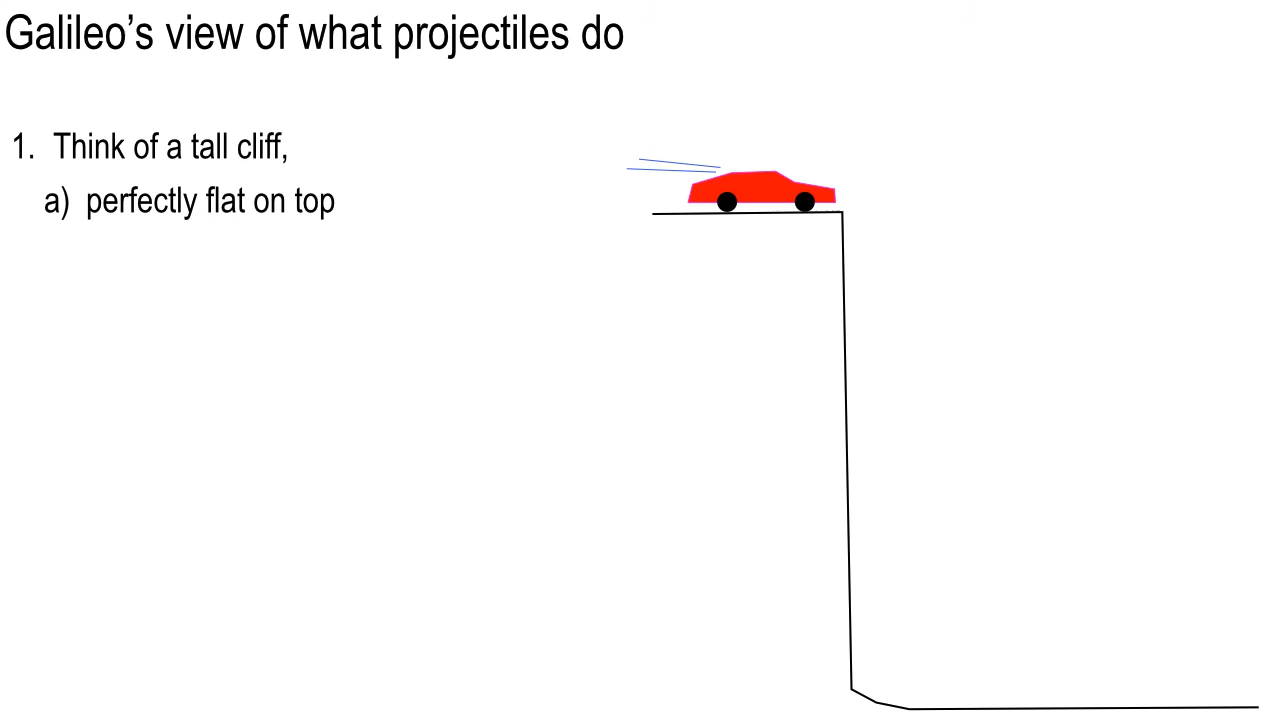 Galileo’s view of what projectiles do
1. Think of a tall cliff,
a) perfectly flat on top